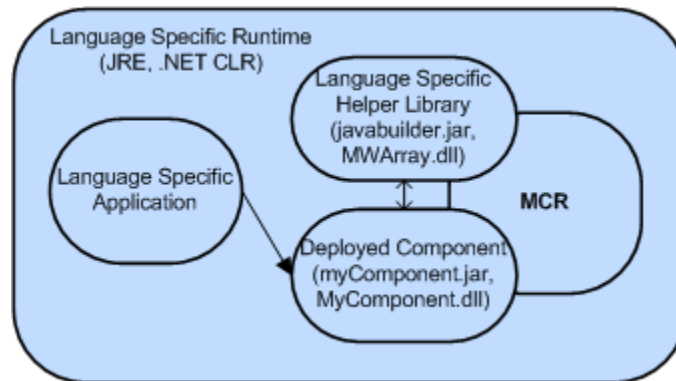 Language Specific Runtime
(JRE, .NET CLR)
Language Specific
Helper Library
(javabuilder.jar,
MWArray.dll)
Language Specific
Application
MCR
Deployed Component
(myComponent.jar,
MyComponent.dll)